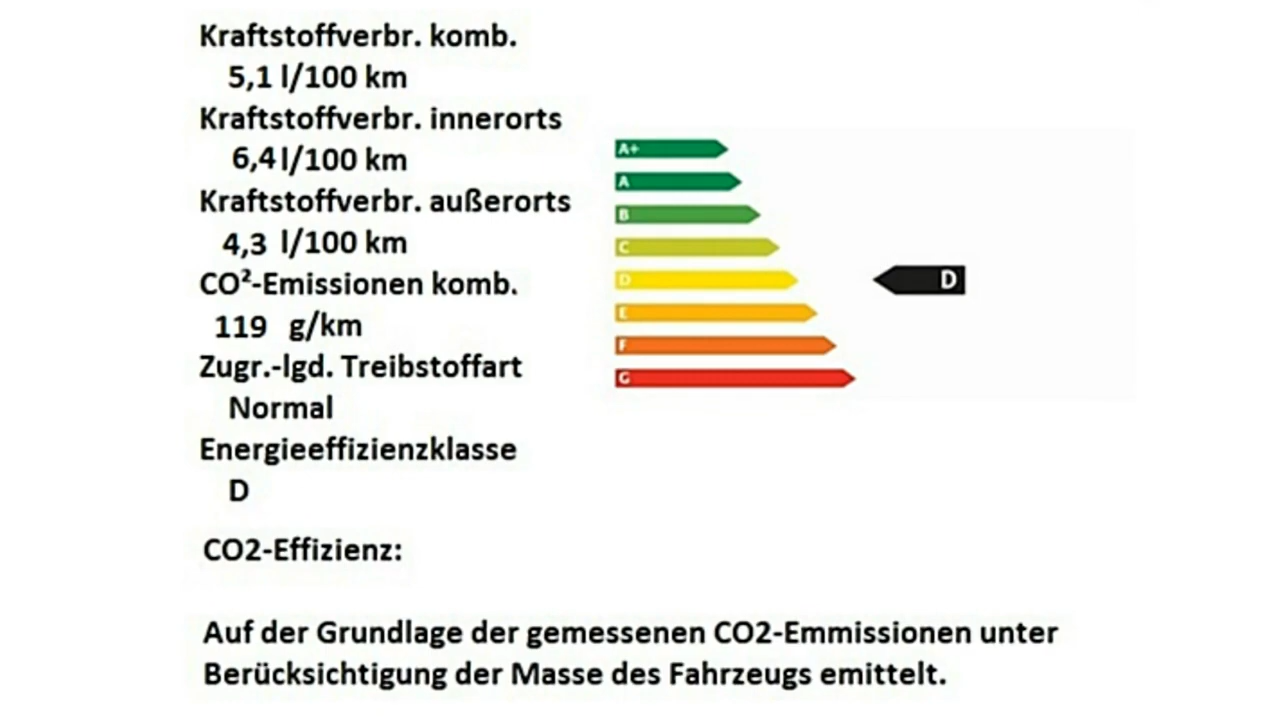 Kraftstoffverbr. komb.
5,1 l/100 km
Kraftstoffverbr. innerorts
6,4 l/100 km
Kraftstoffverbr. außerorts
4,3 l/100 km
CO²-Emissionen komb.
119 g/km
Zugr.-lgd. Treibstoffart
Normal
Energieeffizienzklasse
D
A+
A
B
C
D
D
E
F
G
CO2-Effizienz:
Auf der Grundlage der gemessenen CO2-Emmissionen unter
Berücksichtigung der Masse des Fahrzeugs emittelt.